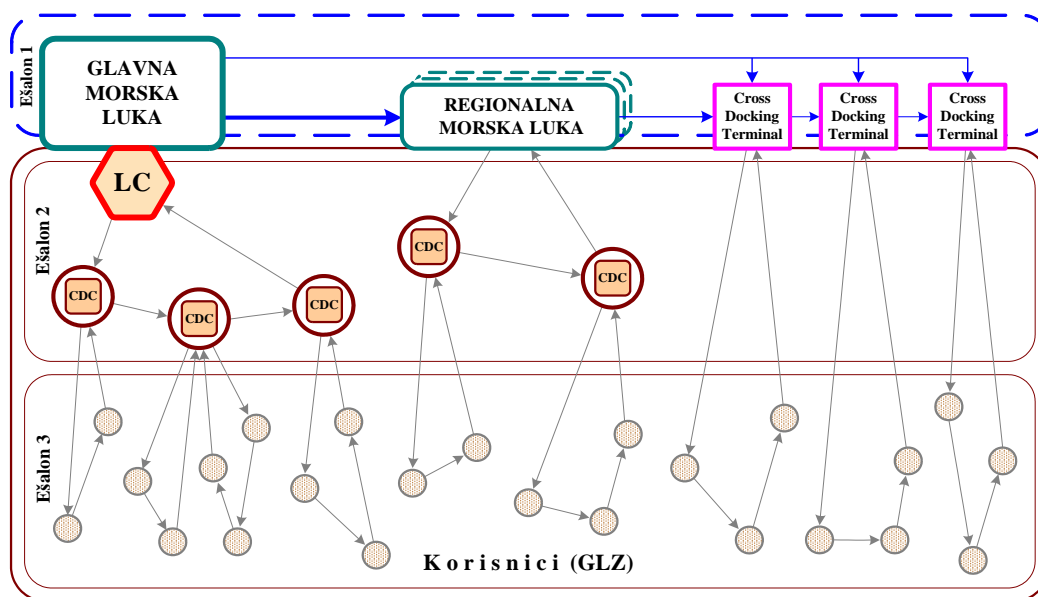 Ešalon 1
GLAVNA
MORSKA
LUKA
REGIONALNA
MORSKA LUKA
Cross
Docking
Terminal
Cross
Docking
Terminal
Cross
Docking
Terminal
LC
Ešalon 2
CDC
CDC
CDC
CDC
CDC
Ešalon 3
Korisnici (GLZ)